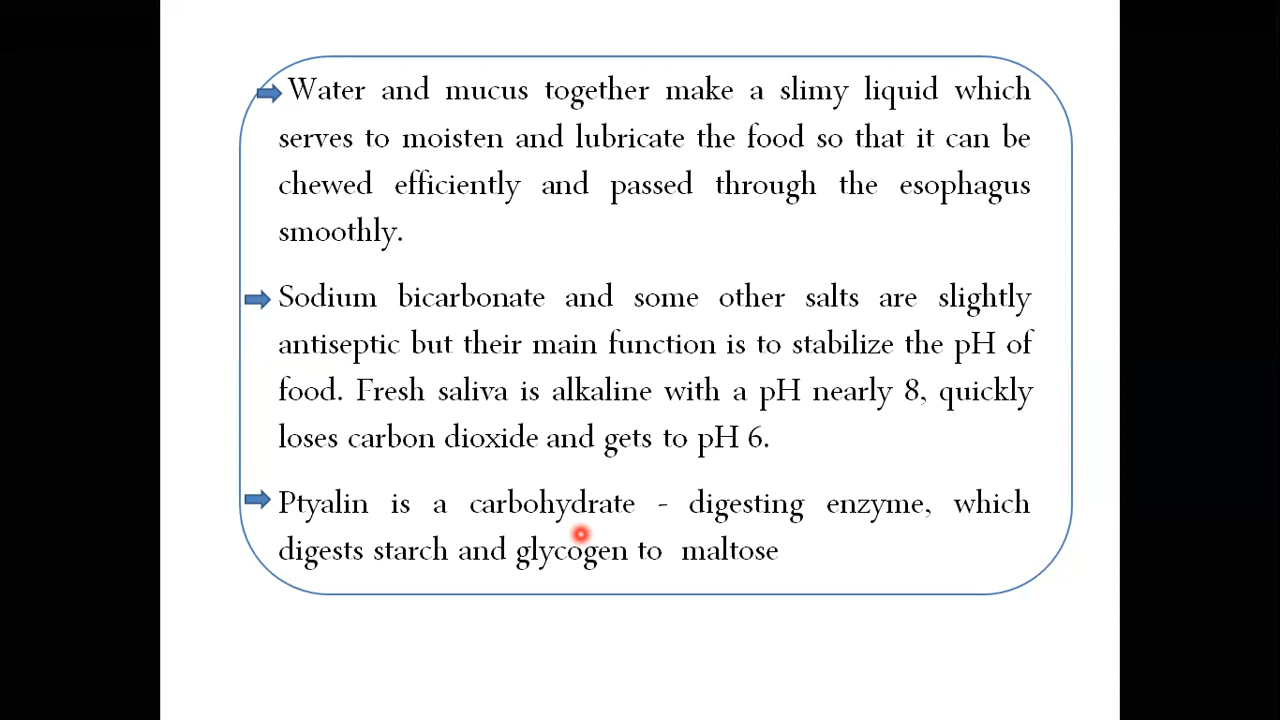 Water and mucus together make a slimy liquid which
serves to moisten and lubricate the food so that it can be
chewed efficiently and passed through the esophagus
smoothly.
Sodium bicarbonate and some other salts are slightly
antiseptic but their main function is to stabilize the pH of
food. Fresh saliva is alkaline with a pH nearly 8, quickly
loses carbon dioxide and gets to pH 6.
Ptyalin is a carbohydrate - digesting enzyme, which
digests starch and glycogen to maltose